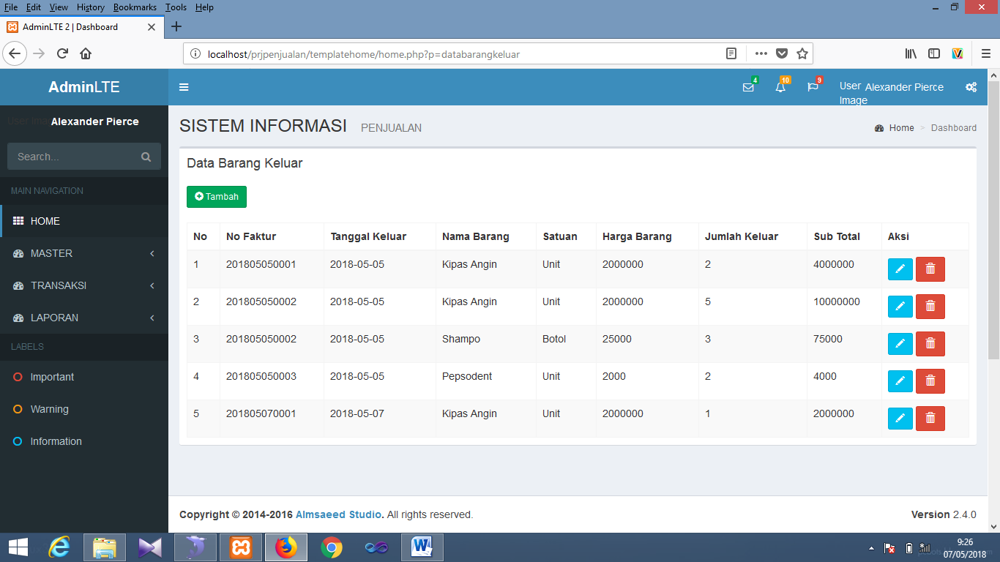 File Edit View History Bookmarks Tools Help
AdminLTE 2 | Dashboard
localhost/prjpenjualan/templatehome/home.php?p=databarangkeluar
AdminLTE
4
10
9
User Image
Alexander Pierce
Alexander Pierce
Search...
MAIN NAVIGATION
HOME
MASTER
TRANSAKSI
LAPORAN
LABELS
Important
Warning
Information
SISTEM INFORMASI PENJUALAN
Home > Dashboard
Data Barang Keluar
Tambah
No No Faktur Tanggal Keluar Nama Barang Satuan Harga Barang Jumlah Keluar Sub Total Aksi
1 201805050001 2018-05-05 Kipas Angin Unit 2000000 2 4000000
2 201805050002 2018-05-05 Kipas Angin Unit 2000000 5 10000000
3 201805050002 2018-05-05 Shampo Botol 25000 3 75000
4 201805050003 2018-05-05 Pepsodent Unit 2000 2 4000
5 201805070001 2018-05-07 Kipas Angin Unit 2000000 1 2000000
Copyright © 2014-2016 Almsaeed Studio. All rights reserved.
Version 2.4.0
9:26
07/05/2018